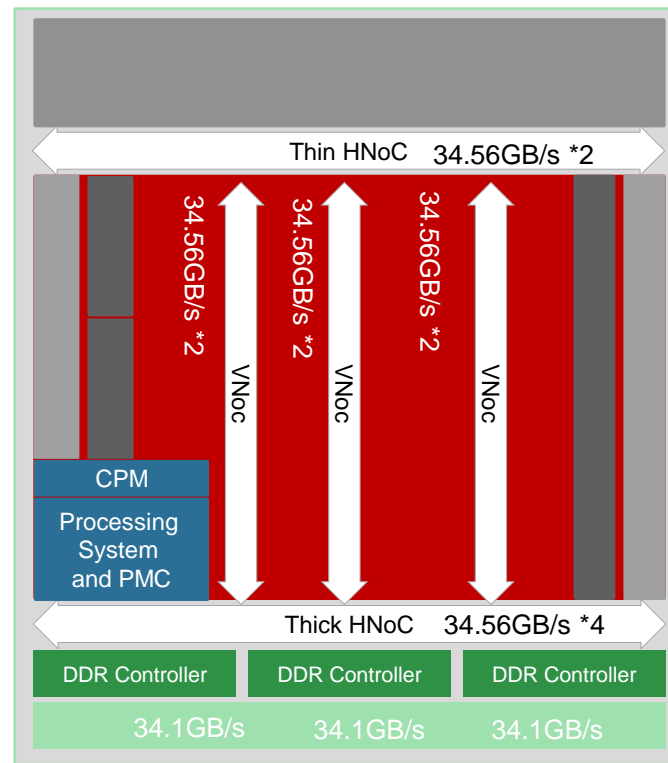 Thin HNoC 34.56GB/s *2
34.56GB/s *2
34.56GB/s *2
34.56GB/s *2
VNoc
VNoc
VNoc
CPM
Processing
System
and PMC
Thick HNoC 34.56GB/s *4
DDR Controller
DDR Controller
DDR Controller
34.1GB/s
34.1GB/s
34.1GB/s